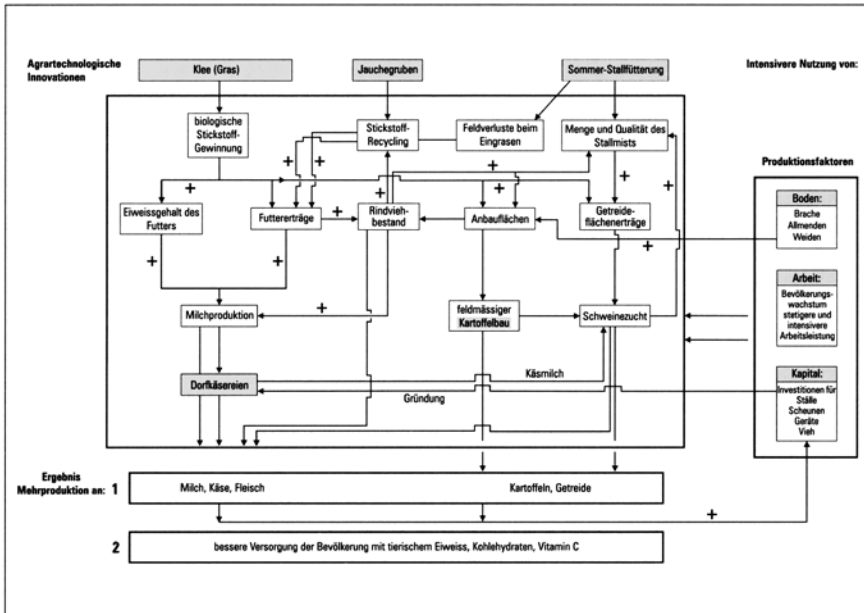 Agrartechnologische
Innovationen
Klee (Gras)
Jauchegruben
Sommer-Stallfütterung
Intensivere Nutzung von:
biologische
Stickstoff-
Gewinnung
Stickstoff-
Recycling
Feldverluste beim
Eingrasen
Menge und Qualität des
Stallmists
+
+
+
+
+
+
+
+
+
Produktionsfaktoren
Eiweissgehalt des
Futters
Futtererträge
+
Rindvieh-
bestand
Anbauflächen
Getreide-
flächenerträge
Boden:
Brache
Allmenden
Weiden
+
+
+
Milchproduktion
+
feldmässiger
Kartoffelbau
Schweinezucht
Arbeit:
Bevölkerungs-
wachstum
stetigere und
intensivere
Arbeitsleistung
Dorfkäsereien
Käsmilch
Gründung
Kapital:
Investitionen für
Ställe
Scheunen
Geräte
Vieh
Ergebnis
Mehrproduktion an: 1
Milch, Käse, Fleisch
Kartoffeln, Getreide
+
2
bessere Versorgung der Bevölkerung mit tierischem Eiweiss, Kohlehydraten, Vitamin C